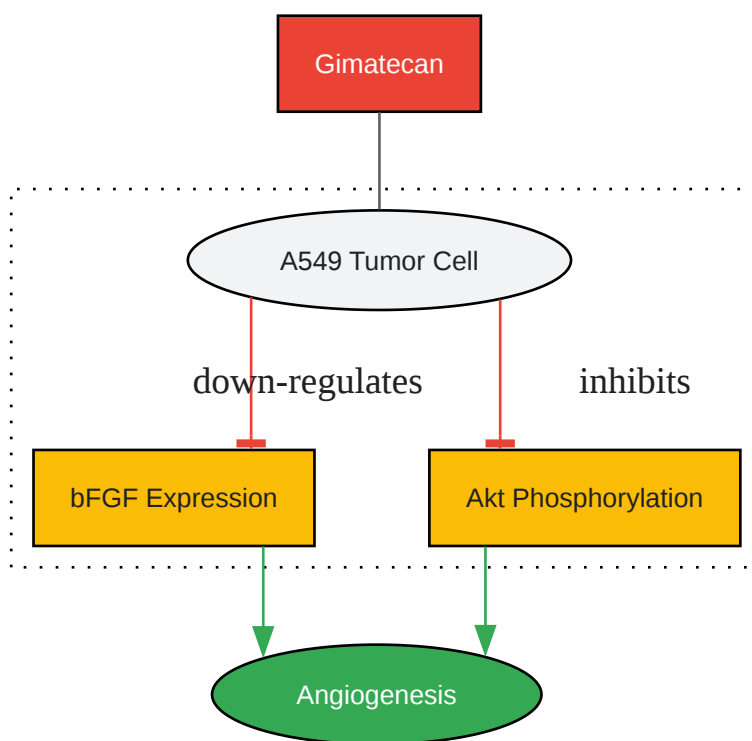 Gimatecan
A549 Tumor Cell
down-regulates
inhibits
bFGF Expression
Akt Phosphorylation
Angiogenesis